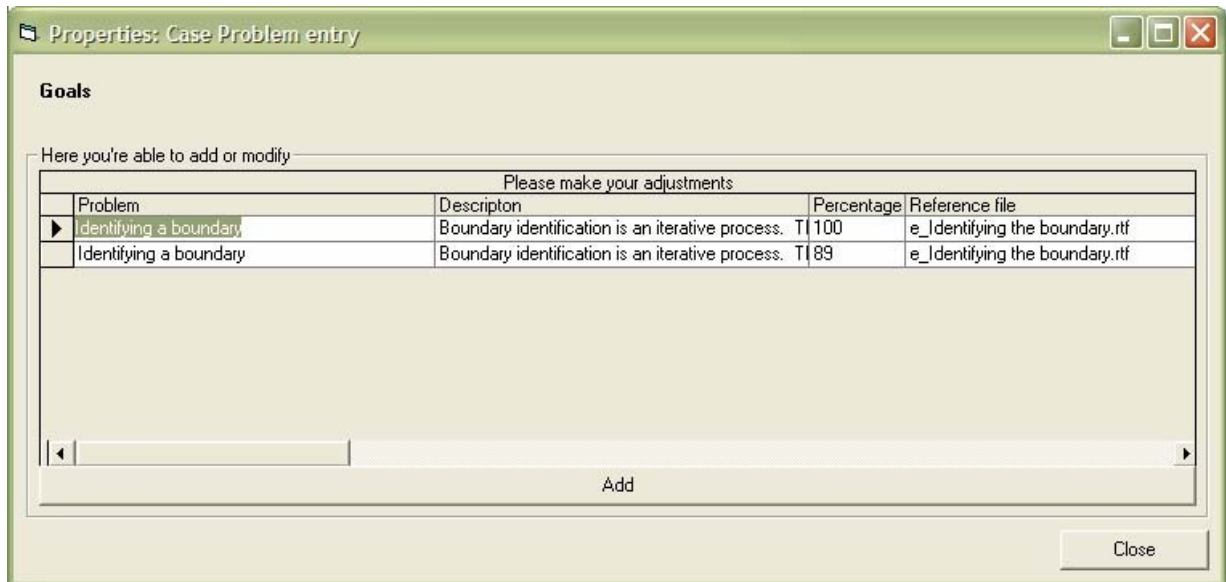 Properties: Case Problem entry
Goals
Here you're able to add or modify
Please make your adjustments
Problem Descripton Percentage Reference file
Identifying a boundary Boundary identification is an iterative process. 100 e_Identifying the boundary.rtf
Identifying a boundary Boundary identification is an iterative process. 89 e_Identifying the boundary.rtf
Add
Close